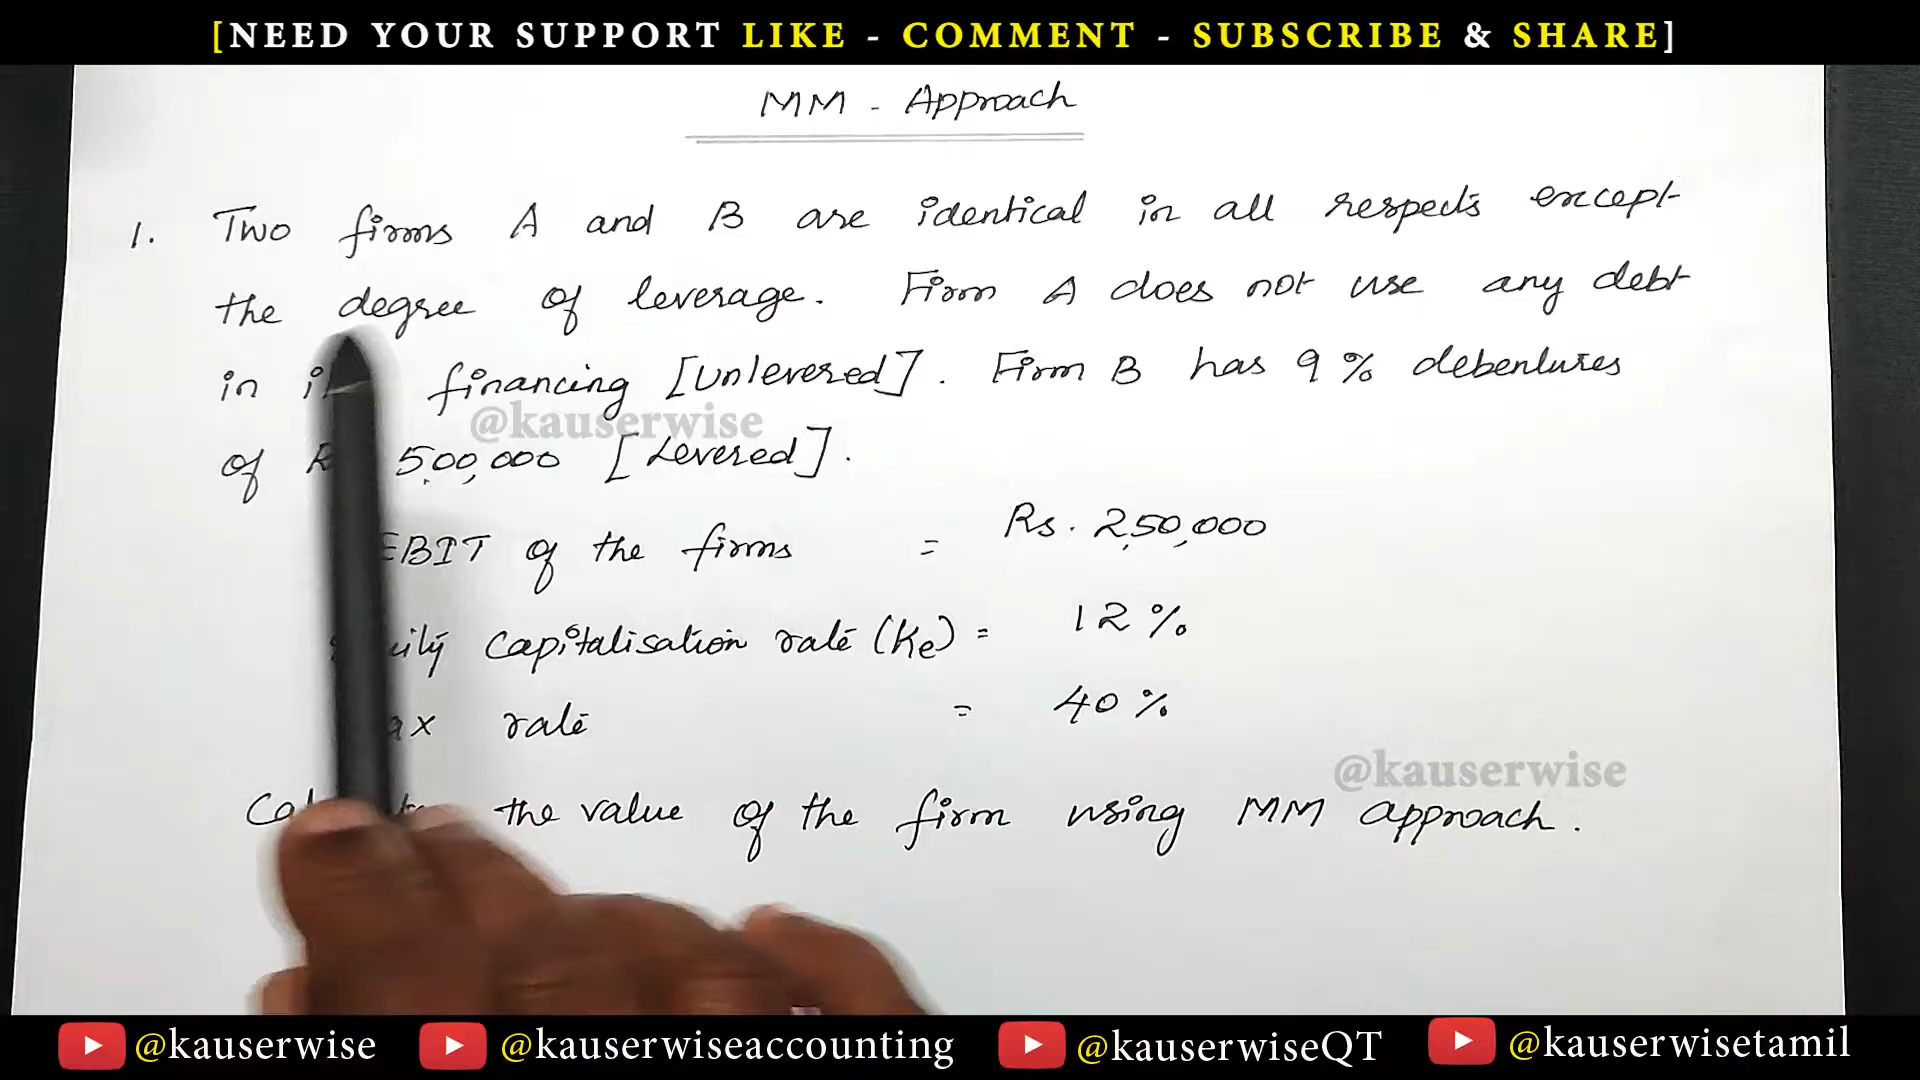 [NEED YOUR SUPPORT LIKE - COMMENT - SUBSCRIBE & SHARE]
MM - Approach
1. Two firms A and B are identical in all respects except
the degree of leverage. Firm A does not use any debt
in financing [Unlevered]. Firm B has 9% debentures
@kauserwise
of 5,00,000 [Levered].
EBIT of the firms = Rs. 2,50,000
Capitalisation rate (Ke) = 12%
rate = 40%
@kauserwise
the value of the firm using MM approach.
@kauserwise @kauserwiseaccounting @kauserwiseQT @kauserwisetamil